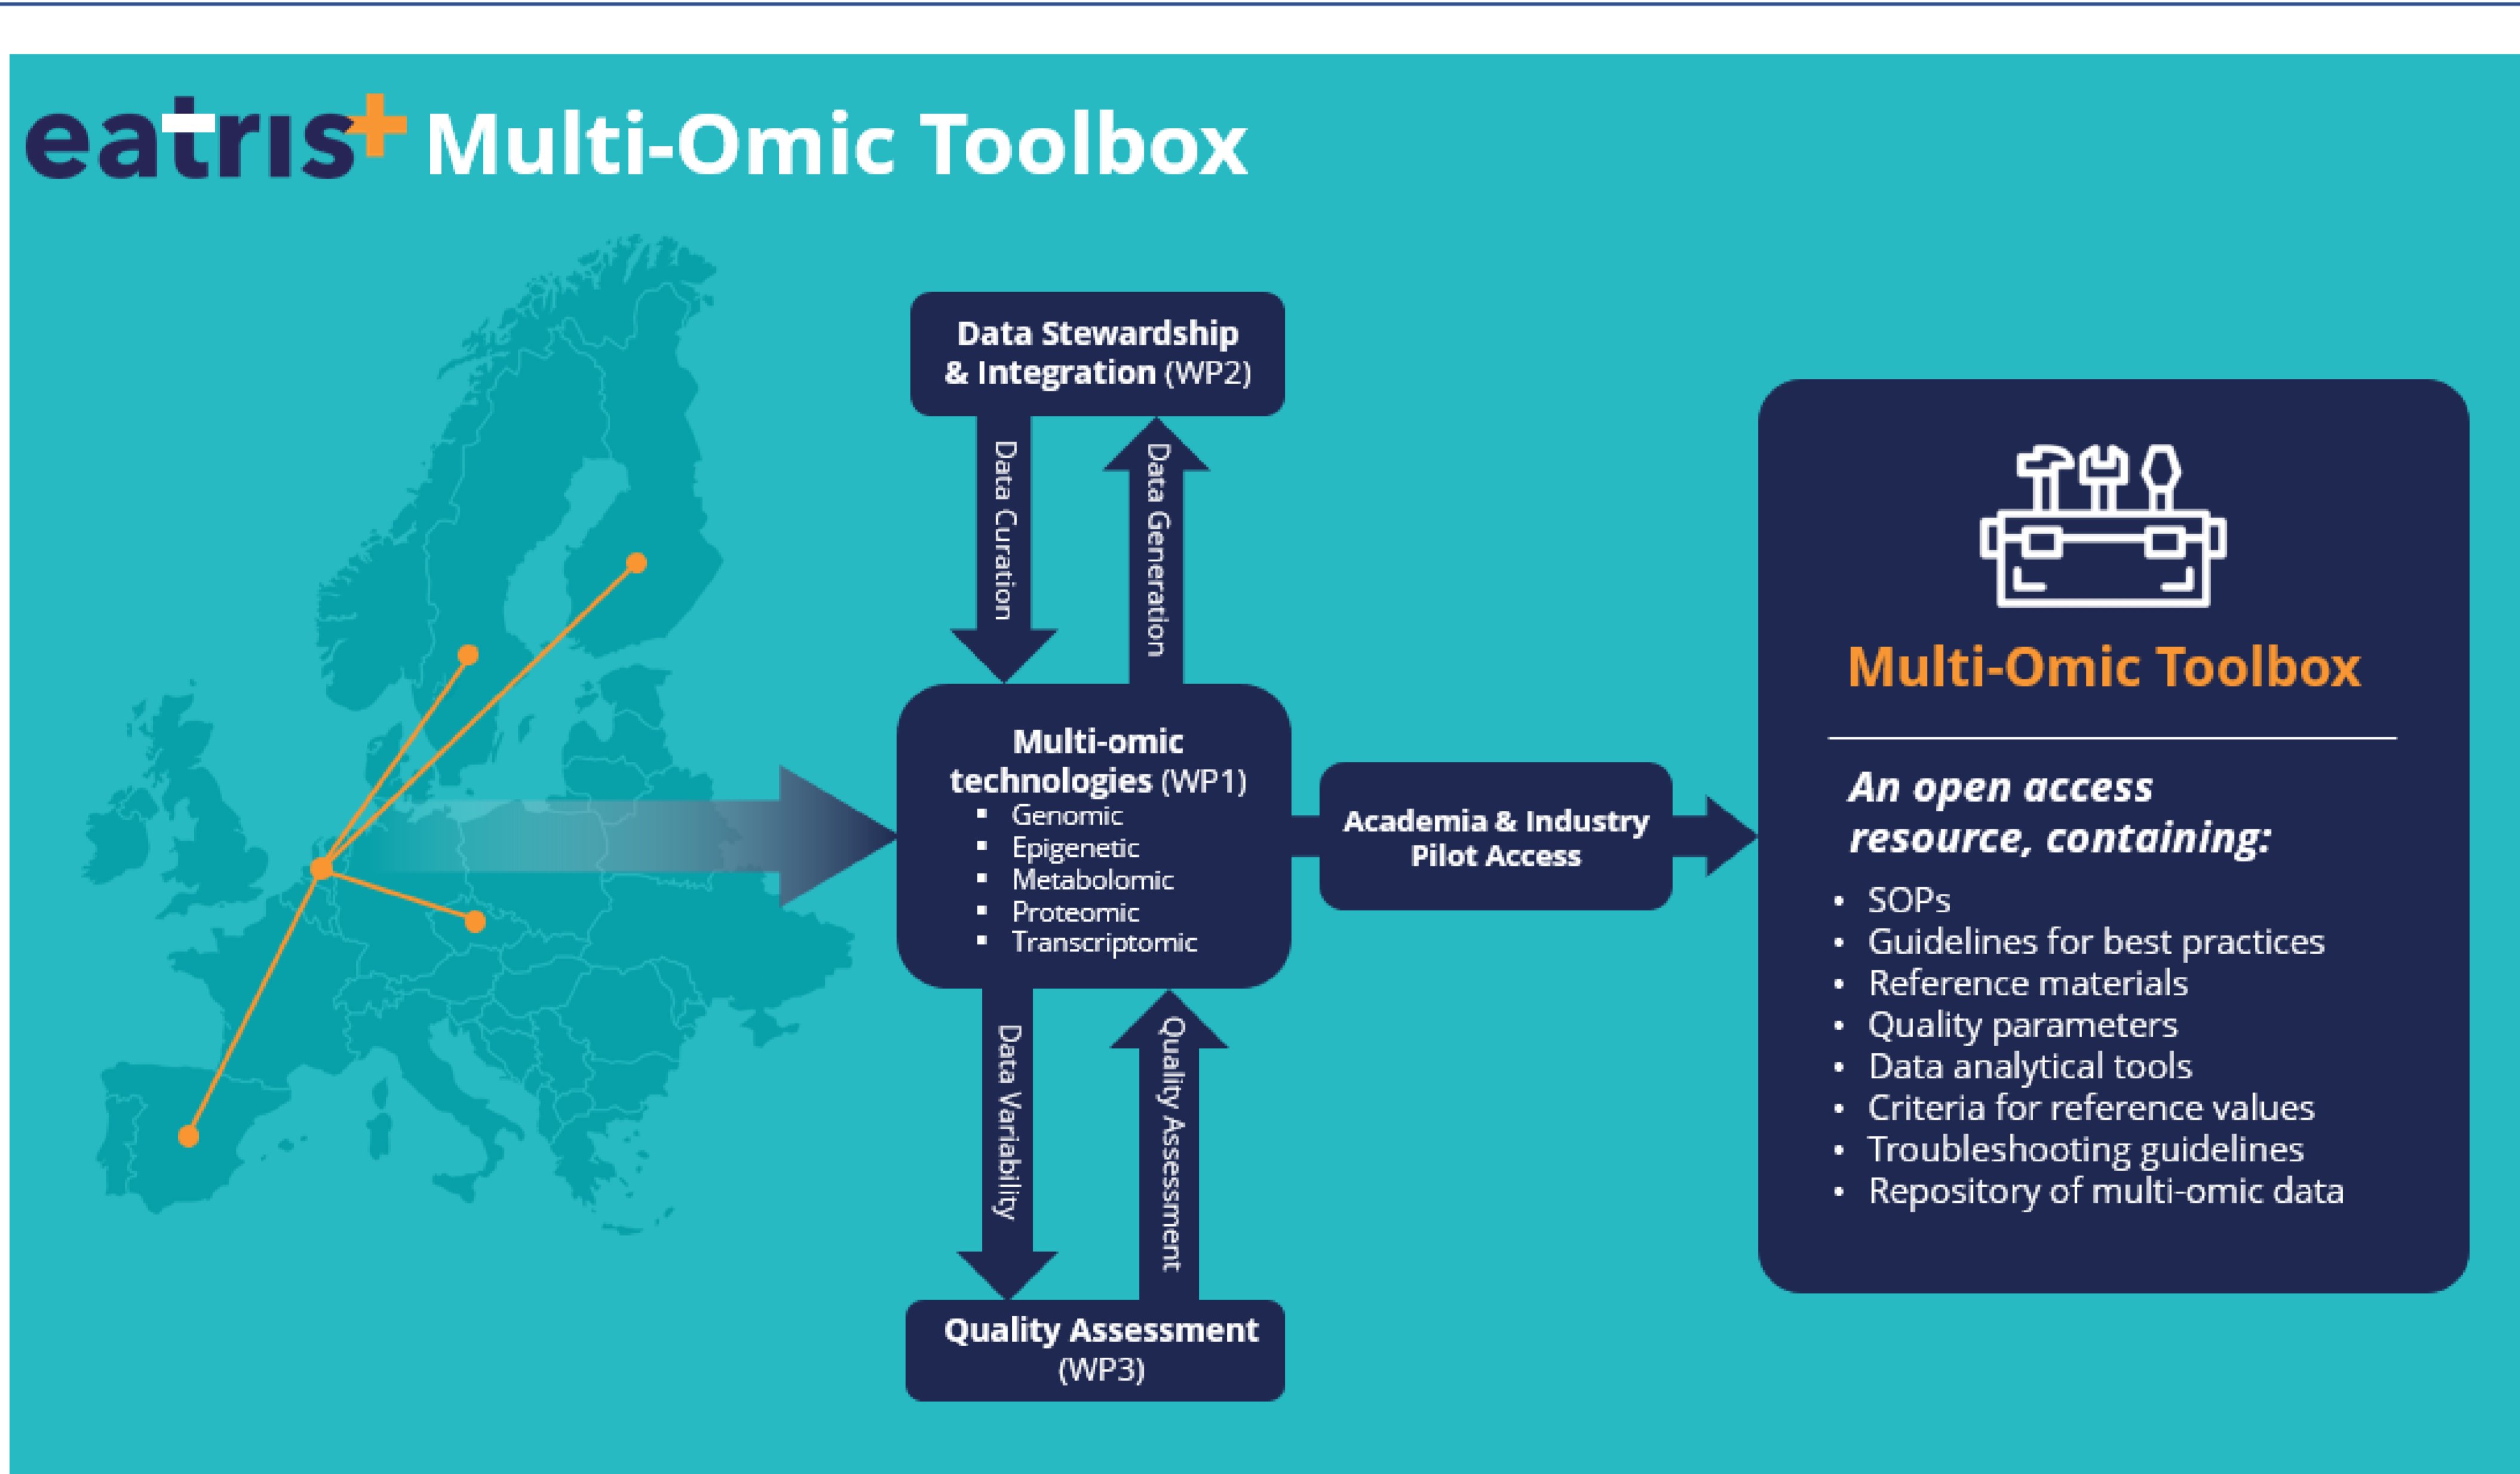 eatris+ Multi-Omic Toolbox
Data Stewardship
& Integration (WP2)
Data Curation
Data Generation
Multi-omic
technologies (WP1)
▪ Genomic
▪ Epigenetic
▪ Metabolomic
▪ Proteomic
▪ Transcriptomic
Data Variability
Quality Assessment
Quality Assessment
(WP3)
Academia & Industry
Pilot Access
Multi-Omic Toolbox
An open access
resource, containing:
• SOPs
• Guidelines for best practices
• Reference materials
• Quality parameters
• Data analytical tools
• Criteria for reference values
• Troubleshooting guidelines
• Repository of multi-omic data